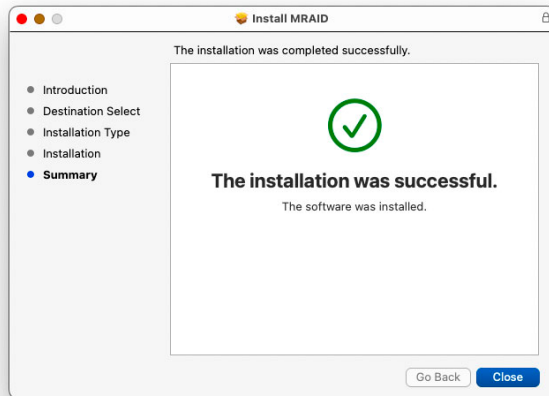 Install MRAID
The installation was completed successfully.
Introduction
Destination Select
Installation Type
Installation
Summary
The installation was successful.
The software was installed.
Go Back
Close